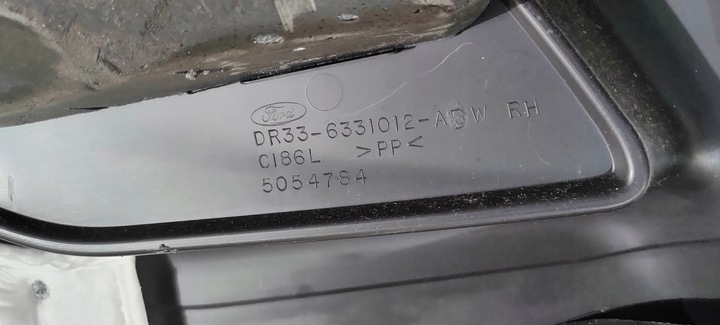 Ford
DR33-6331012-ABW RH
C186L >PP<
5054784